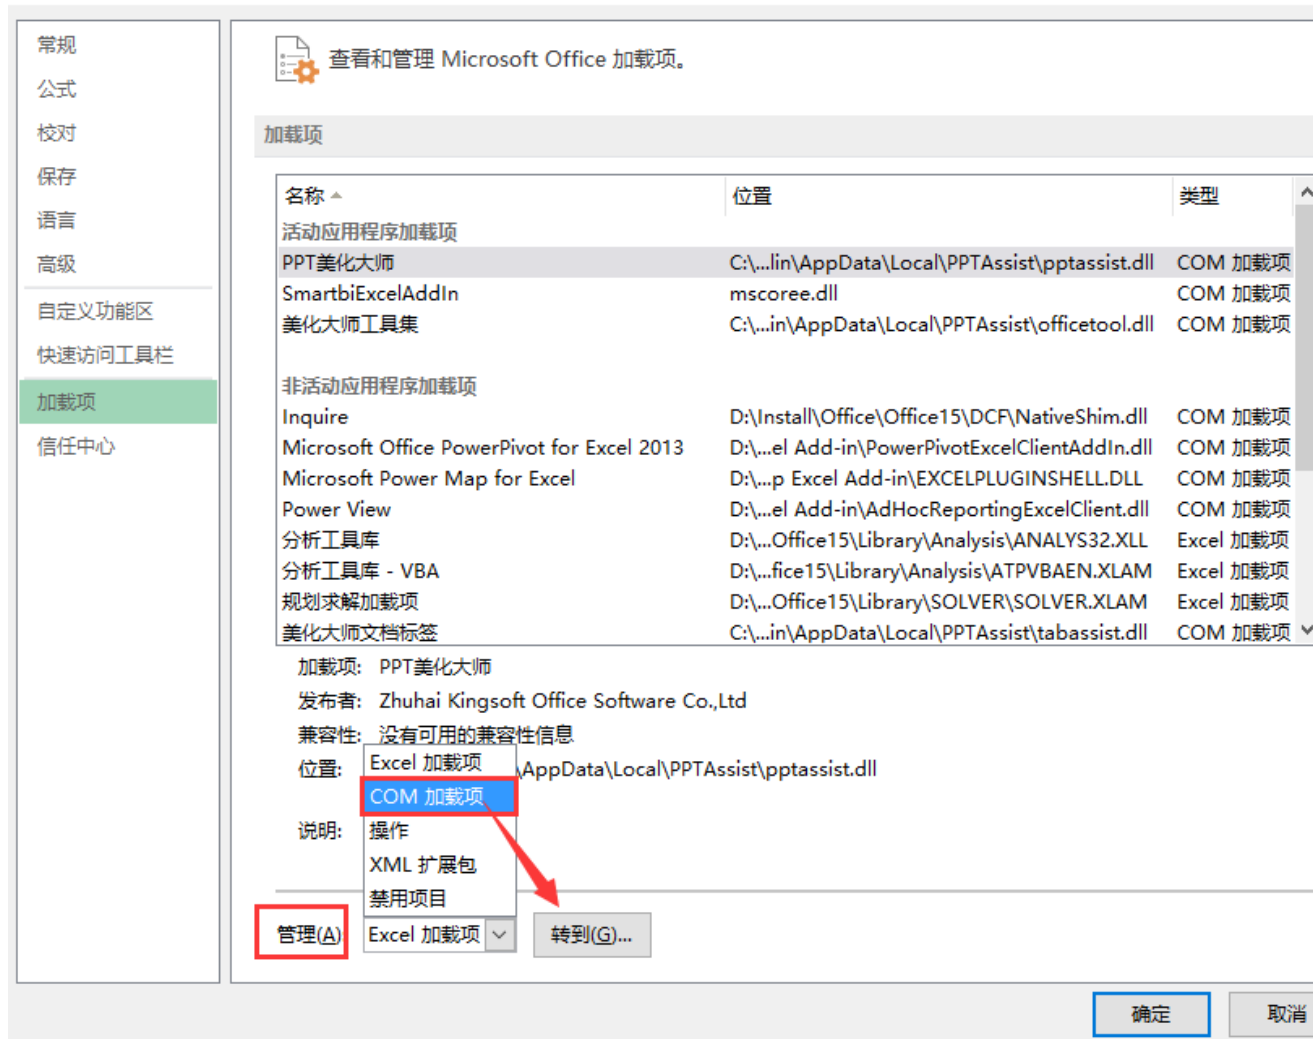 常规
公式
校对
保存
语言
高级
自定义功能区
快速访问工具栏
加载项
信任中心
查看和管理 Microsoft Office 加载项。
加载项
名称 位置 类型
活动应用程序加载项
PPT美化大师 C:\...lin\AppData\Local\PPTAssist\pptassist.dll COM 加载项
SmartbiExcelAddIn mscoree.dll COM 加载项
美化大师工具集 C:\...in\AppData\Local\PPTAssist\officetool.dll COM 加载项
非活动应用程序加载项
Inquire D:\Install\Office\Office15\DCF\NativeShim.dll COM 加载项
Microsoft Office PowerPivot for Excel 2013 D:\...el Add-in\PowerPivotExcelClientAddIn.dll COM 加载项
Microsoft Power Map for Excel D:\...p Excel Add-in\EXCELPLUGINSHELL.DLL COM 加载项
Power View D:\...el Add-in\AdHocReportingExcelClient.dll COM 加载项
分析工具库 D:\...Office15\Library\Analysis\ANALYS32.XLL Excel 加载项
分析工具库 - VBA D:\...fice15\Library\Analysis\ATPVBAEN.XLAM Excel 加载项
规划求解加载项 D:\...Office15\Library\SOLVER\SOLVER.XLAM Excel 加载项
美化大师文档标签 C:\...in\AppData\Local\PPTAssist\tabassist.dll COM 加载项
加载项: PPT美化大师
发布者: Zhuhai Kingsoft Office Software Co.,Ltd
兼容性: 没有可用的兼容性信息
位置: \AppData\Local\PPTAssist\pptassist.dll
说明:
Excel 加载项
COM 加载项
操作
XML 扩展包
禁用项目
管理(A): Excel 加载项 转到(G)...
确定 取消